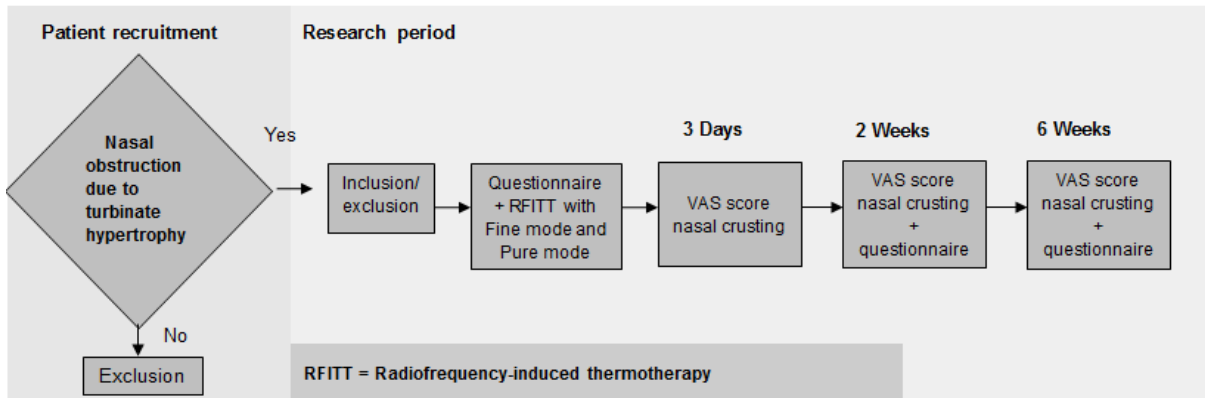 Patient recruitment
Research period
Nasal
obstruction
due to
turbinate
hypertrophy
Yes
No
Exclusion
Inclusion/
exclusion
Questionnaire
+ RFITT with
Fine mode and
Pure mode
3 Days
VAS score
nasal crusting
2 Weeks
VAS score
nasal crusting
+
questionnaire
6 Weeks
VAS score
nasal crusting
+
questionnaire
RFITT = Radiofrequency-induced thermotherapy